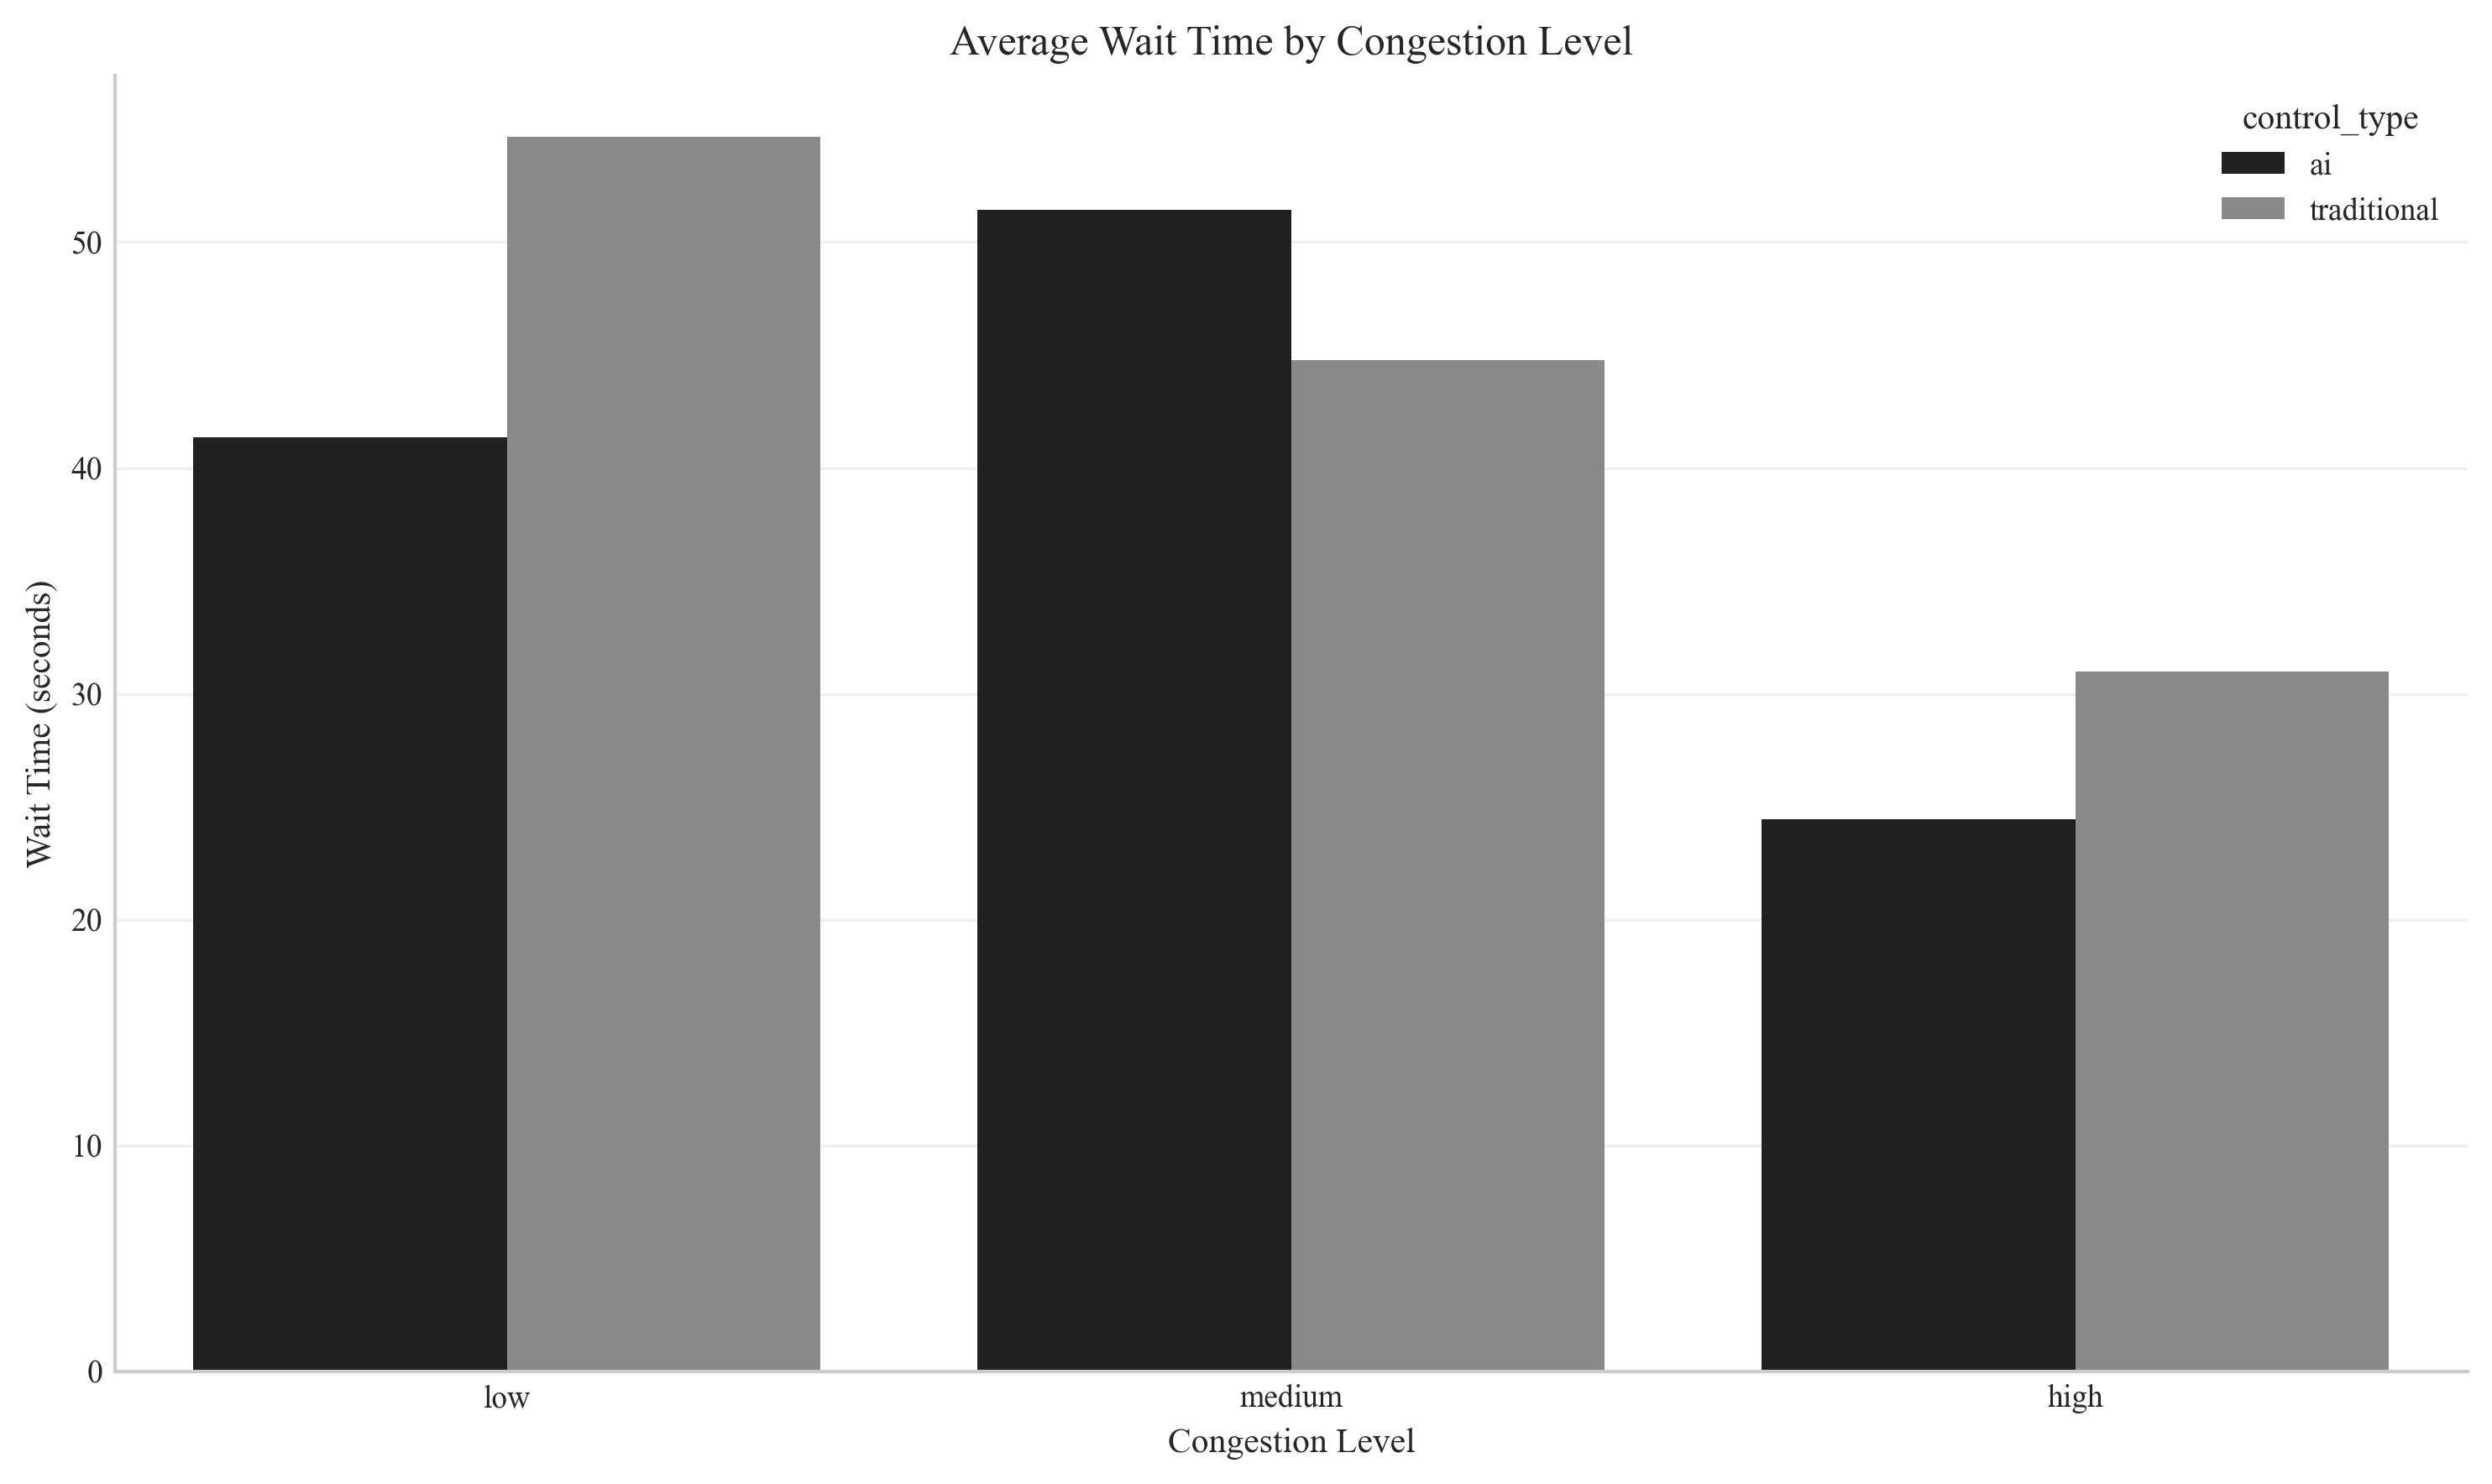 Average Wait Time by Congestion Level
control_type
ai
traditional
Wait Time (seconds)
50
40
30
20
10
0
low medium high
Congestion Level